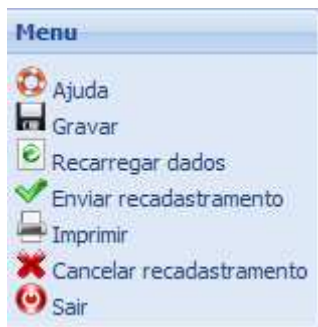 Menu
Ajuda
Gravar
Recarregar dados
Enviar recadastramento
Imprimir
Cancelar recadastramento
Sair